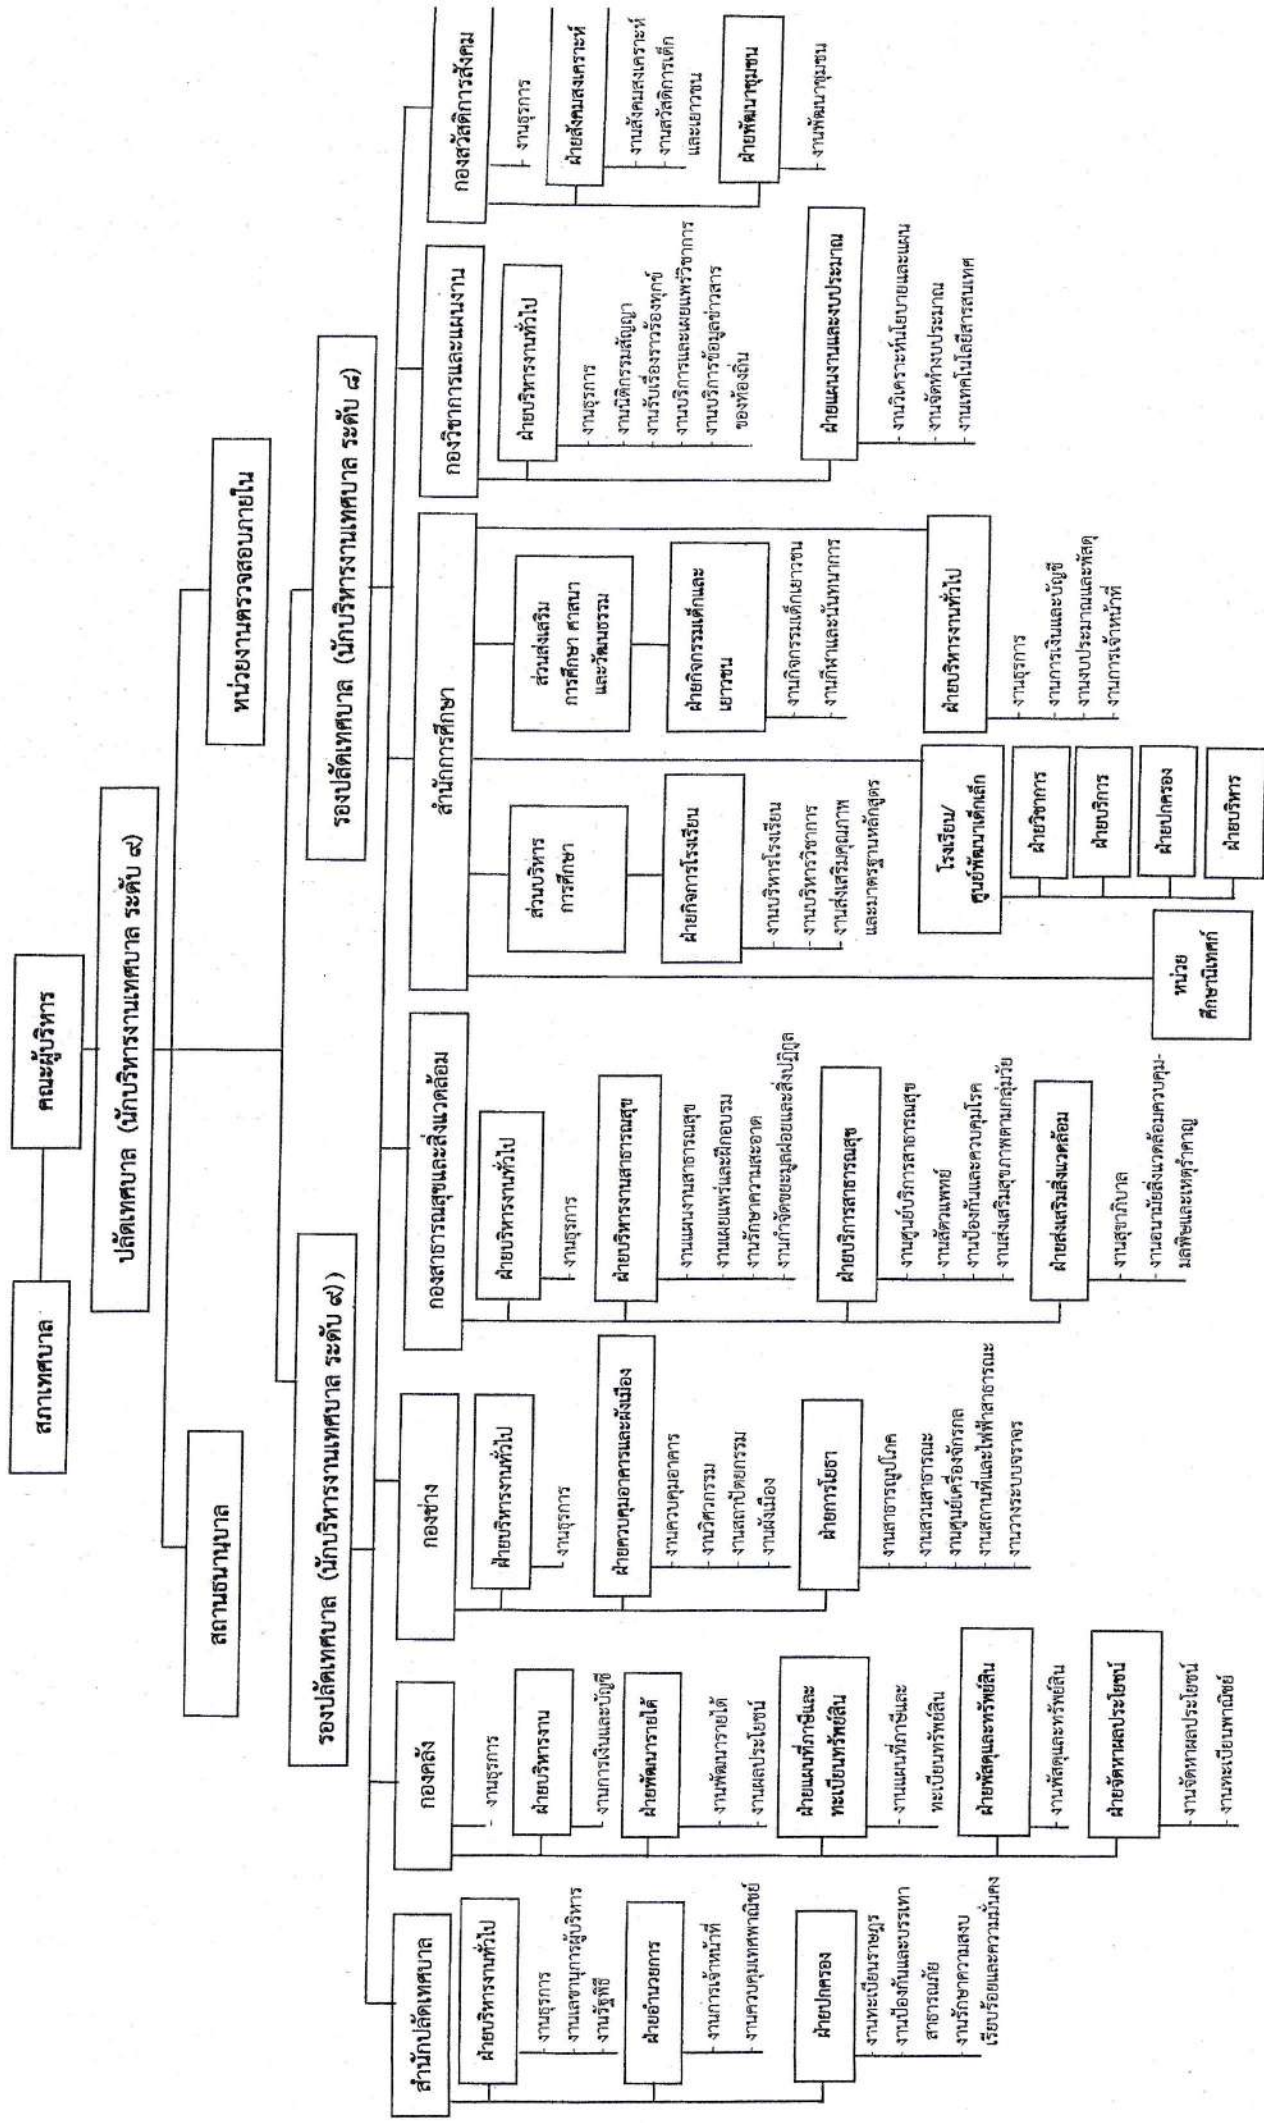 สภาเทศบาล
คณะผู้บริหาร
ปลัดเทศบาล (นักบริหารงานเทศบาล ระดับ ๙)
สถานธนานุบาล
หน่วยงานตรวจสอบภายใน
รองปลัดเทศบาล (นักบริหารงานเทศบาล ระดับ ๙))
รองปลัดเทศบาล (นักบริหารงานเทศบาล ระดับ ๘)
สำนักปลัดเทศบาล
ฝ่ายบริหารงานทั่วไป
- งานธุรการ
- งานเลขานุการผู้บริหาร
- งานรัฐพิธี
ฝ่ายอำนวยการ
- งานการเจ้าหน้าที่
- งานควบคุมเทศพาณิชย์
ฝ่ายปกครอง
- งานทะเบียนราษฎร
- งานป้องกันและบรรเทา
สาธารณภัย
- งานรักษาความสงบ
เรียบร้อยและความมั่นคง
กองคลัง
- งานธุรการ
ฝ่ายบริหารงาน
- งานการเงินและบัญชี
ฝ่ายพัฒนารายได้
- งานพัฒนารายได้
- งานผลประโยชน์
ฝ่ายแผนที่ภาษีและ
ทะเบียนทรัพย์สิน
- งานแผนที่ภาษีและ
ทะเบียนทรัพย์สิน
ฝ่ายพัสดุและทรัพย์สิน
- งานพัสดุและทรัพย์สิน
ฝ่ายจัดหาผลประโยชน์
- งานจัดหาผลประโยชน์
- งานทะเบียนพาณิชย์
กองช่าง
ฝ่ายบริหารงานทั่วไป
- งานธุรการ
ฝ่ายควบคุมอาคารและผังเมือง
- งานควบคุมอาคาร
- งานวิศวกรรม
- งานสถาปัตยกรรม
- งานผังเมือง
ฝ่ายการโยธา
- งานสาธารณูปโภค
- งานสวนสาธารณะ
- งานศูนย์เครื่องจักรกล
- งานสถานที่และไฟฟ้าสาธารณะ
- งานวางระบบจราจร
กองสาธารณสุขและสิ่งแวดล้อม
ฝ่ายบริหารงานทั่วไป
- งานธุรการ
ฝ่ายบริหารงานสาธารณสุข
- งานแผนงานสาธารณสุข
- งานเผยแพร่และฝึกอบรม
- งานรักษาความสะอาด
- งานกำจัดขยะมูลฝอยและสิ่งปฏิกูล
ฝ่ายบริการสาธารณสุข
- งานศูนย์บริการสาธารณสุข
- งานสัตวแพทย์
- งานป้องกันและควบคุมโรค
- งานส่งเสริมสุขภาพตามกลุ่มวัย
ฝ่ายส่งเสริมสิ่งแวดล้อม
- งานสุขาภิบาล
- งานอนามัยสิ่งแวดล้อมควบคุม-
มลพิษและเหตุรำคาญ
สำนักการศึกษา
ส่วนบริหาร
การศึกษา
ฝ่ายกิจการโรงเรียน
- งานบริหารโรงเรียน
- งานบริหารวิชาการ
- งานส่งเสริมคุณภาพ
และมาตรฐานหลักสูตร
หน่วย
ศึกษานิเทศก์
โรงเรียน/
ศูนย์พัฒนาเด็กเล็ก
ฝ่ายวิชาการ
ฝ่ายบริการ
ฝ่ายปกครอง
ฝ่ายบริหาร
ส่วนส่งเสริม
การศึกษา ศาสนา
และวัฒนธรรม
ฝ่ายกิจกรรมเด็กและ
เยาวชน
- งานกิจกรรมเด็กเยาวชน
- งานกีฬาและนันทนาการ
ฝ่ายบริหารงานทั่วไป
- งานธุรการ
- งานการเงินและบัญชี
- งานงบประมาณและพัสดุ
- งานการเจ้าหน้าที่
กองวิชาการและแผนงาน
ฝ่ายบริหารงานทั่วไป
- งานธุรการ
- งานนิติกรรมสัญญา
- งานรับเรื่องราวร้องทุกข์
- งานบริการและเผยแพร่วิชาการ
- งานบริการข้อมูลข่าวสาร
ของท้องถิ่น
ฝ่ายแผนงานและงบประมาณ
- งานวิเคราะห์นโยบายและแผน
- งานจัดทำงบประมาณ
- งานเทคโนโลยีสารสนเทศ
กองสวัสดิการสังคม
- งานธุรการ
ฝ่ายสังคมสงเคราะห์
- งานสังคมสงเคราะห์
- งานสวัสดิการเด็ก
และเยาวชน
ฝ่ายพัฒนาชุมชน
- งานพัฒนาชุมชน